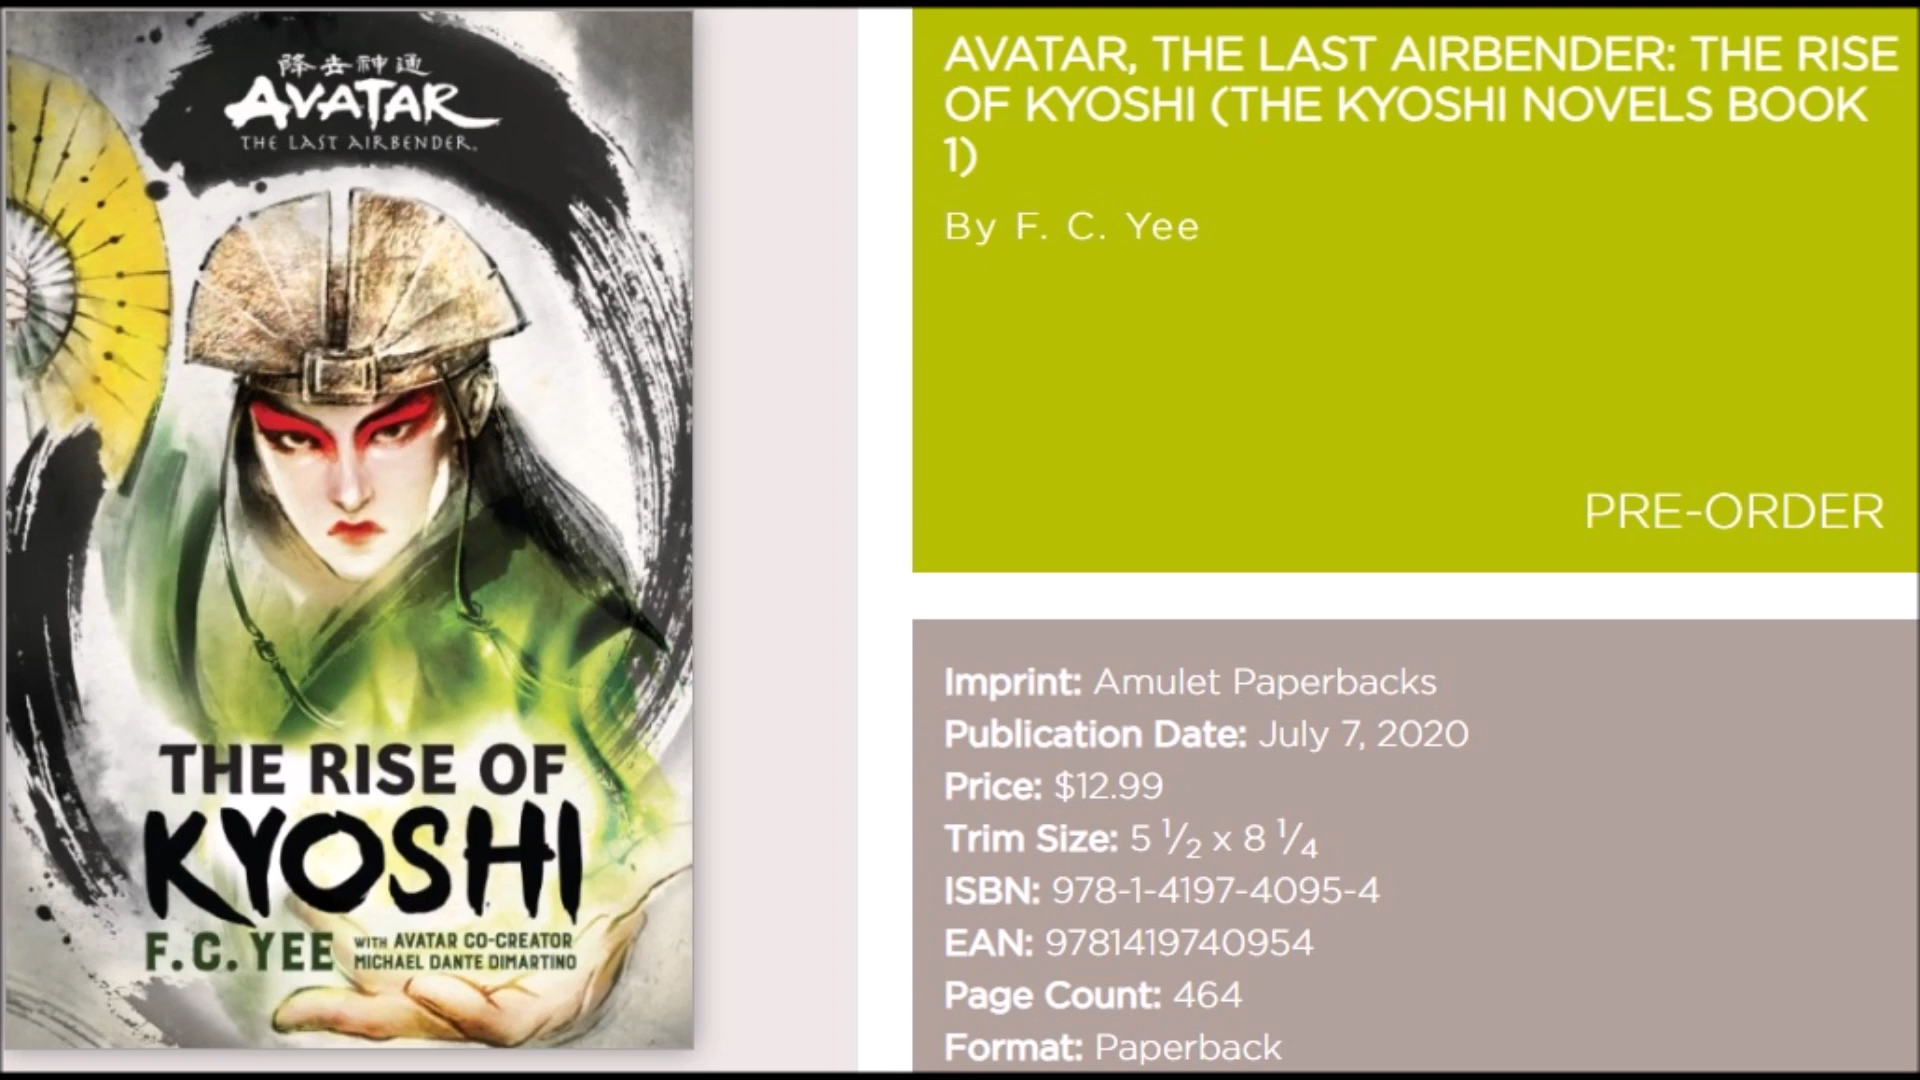 降去神通
AVATAR
THE LAST AIRBENDER.
THE RISE OF
KYOSHI
F. C. YEE
WITH AVATAR CO-CREATOR
MICHAEL DANTE DIMARTINO
AVATAR, THE LAST AIRBENDER: THE RISE
OF KYOSHI (THE KYOSHI NOVELS BOOK
1)
By F. C. Yee
PRE-ORDER
Imprint: Amulet Paperbacks
Publication Date: July 7, 2020
Price: $12.99
Trim Size: 5 1/2 x 8 1/4
ISBN: 978-1-4197-4095-4
EAN: 9781419740954
Page Count: 464
Format: Paperback